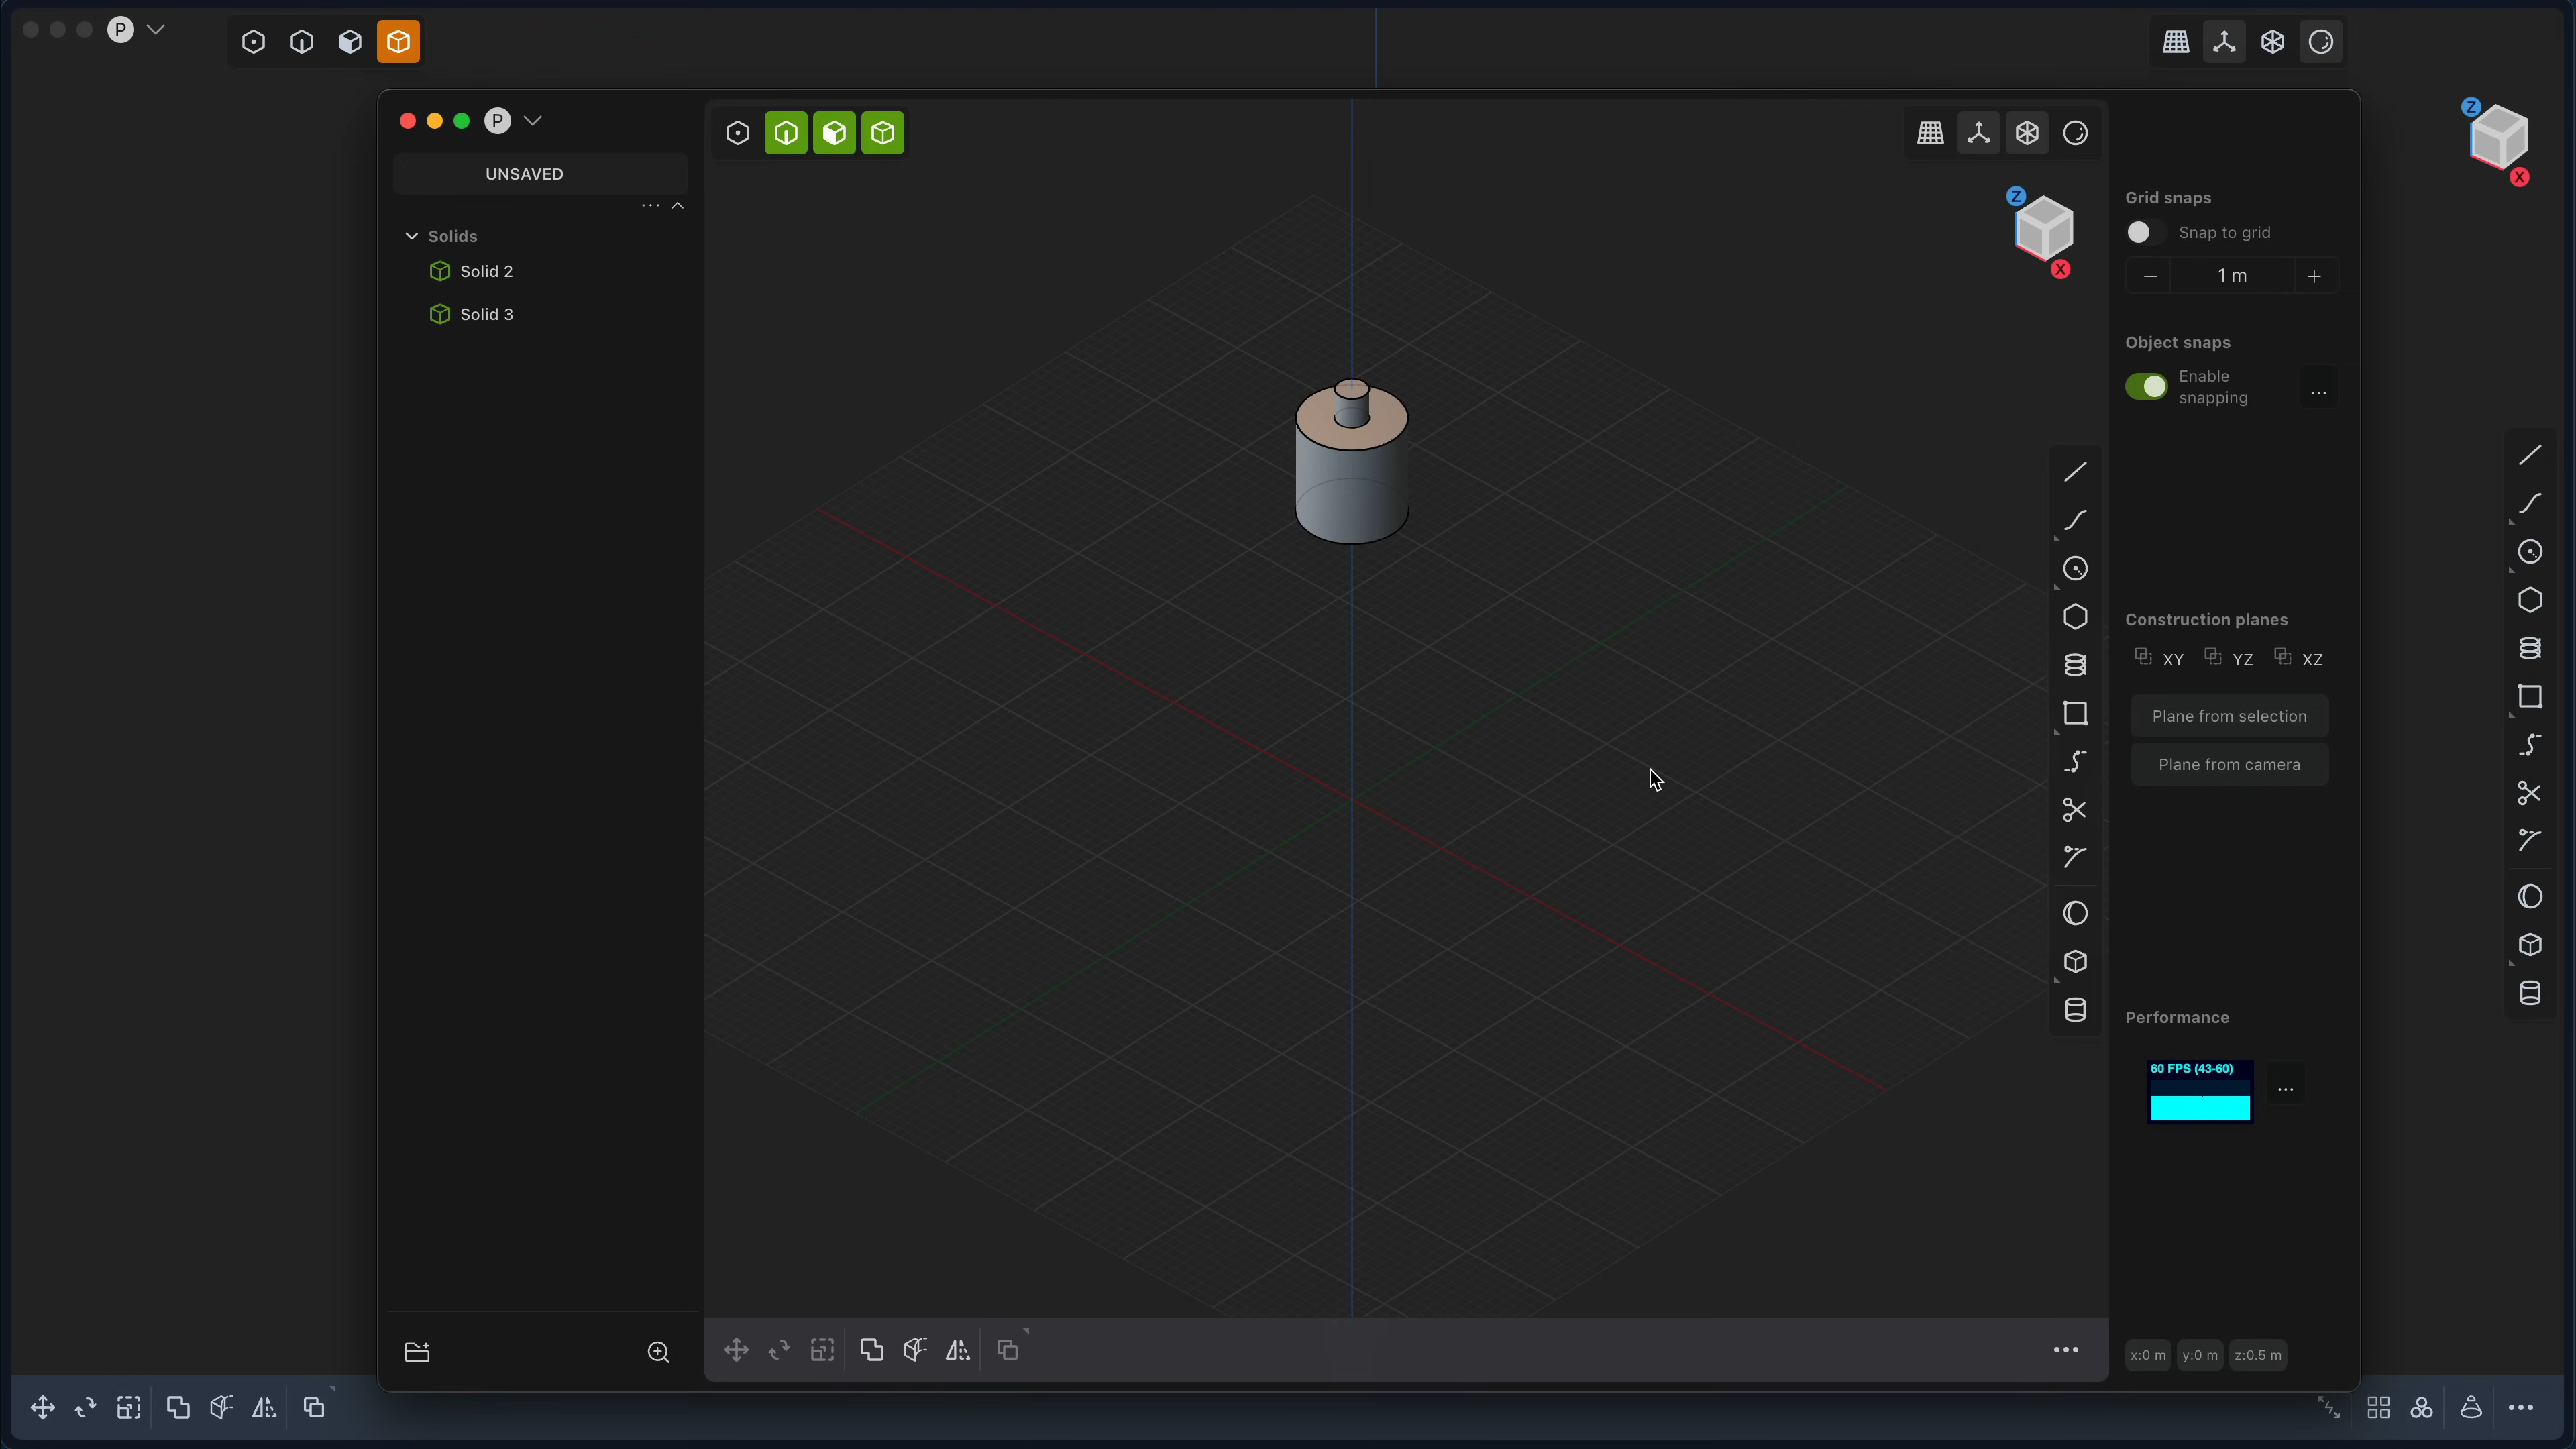 P
P
UNSAVED
Solids
Solid 2
Solid 3
Z
X
Z
X
Grid snaps
Snap to grid
1 m
Object snaps
Enable
snapping
Construction planes
XY YZ XZ
Plane from selection
Plane from camera
Performance
60 FPS (43-60)
x:0 m y:0 m z:0.5 m